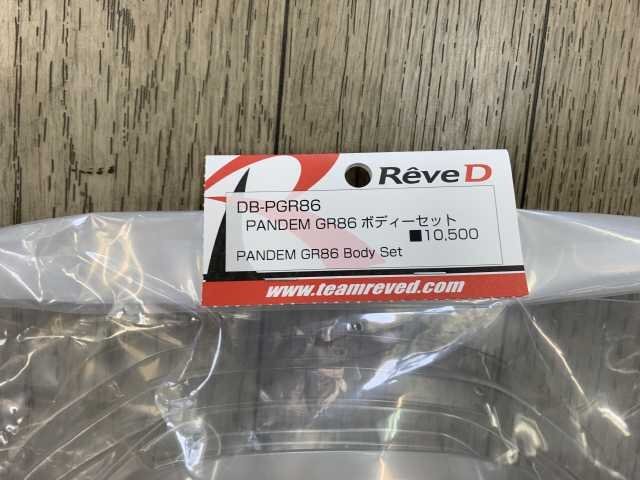 Rêve D
DB-PGR86
PANDEM GR86 ボディーセット
■10,500
PANDEM GR86 Body Set
www.teamreved.com